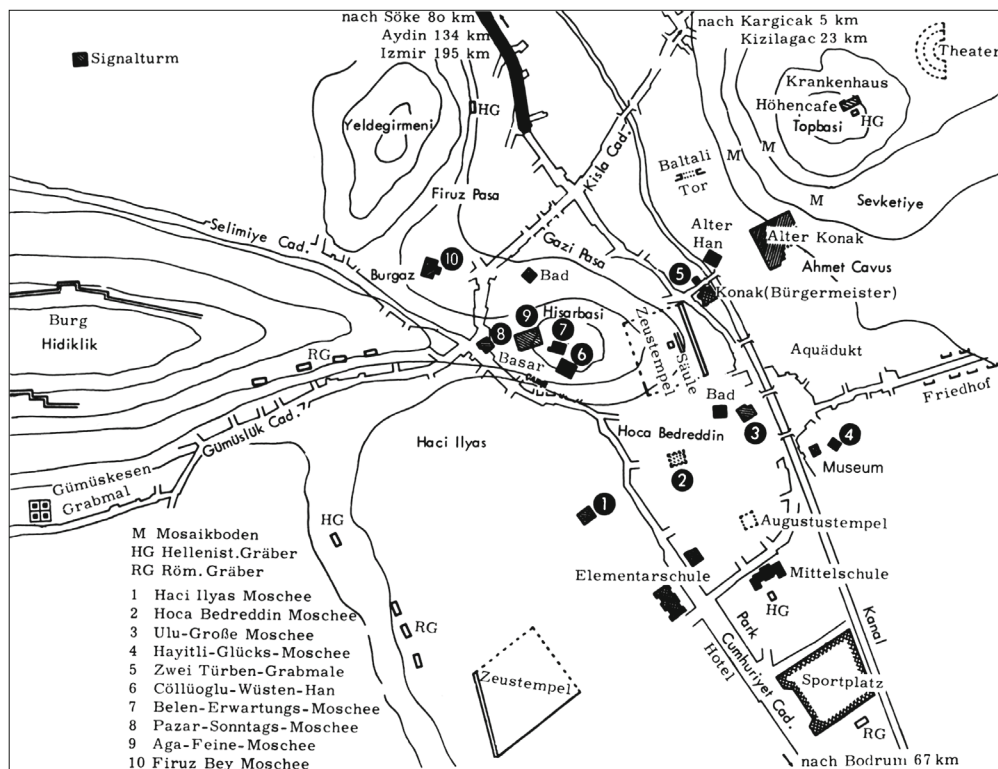 nach Söke 80 km
Aydin 134 km
Izmir 195 km
nach Kargicak 5 km
Kizilagac 23 km
Theater
Signalturm
Krankenhaus
Höhencafe
HG
Topbasi
HG
Yeldegirmeni
Kisla Cad.
M
M
Baltali
Tor
M
Sevketiye
Firuz Pasa
Selimiye Cad.
Gazi Pasa
Alter
Han
Alter Konak
Ahmet Cavus
Burgaz
10
Bad
5
Konak(Bürgermeister)
Hisarbasi
Burg
Hidiklik
9
7
8
6
Basar
Zeustempel
Säule
Aquädukt
RG
Friedhof
Bad
3
Gümüslük Cad.
Haci Ilyas
Hoca Bedreddin
4
Museum
2
Gümüskesen
Grabmal
1
Augustustempel
HG
M Mosaikboden
HG Hellenist.Gräber
RG Röm. Gräber
1 Haci Ilyas Moschee
2 Hoca Bedreddin Moschee
3 Ulu-Große Moschee
4 Hayitli-Glücks-Moschee
5 Zwei Türben-Grabmale
6 Cöllüoglu-Wüsten-Han
7 Belen-Erwartungs-Moschee
8 Pazar-Sonntags-Moschee
9 Aga-Feine-Moschee
10 Firuz Bey Moschee
Elementarschule
Mittelschule
HG
RG
Park
Cumhuriyet Cad.
Hotel
Kanal
Zeustempel
Sportplatz
RG
nach Bodrum 67 km